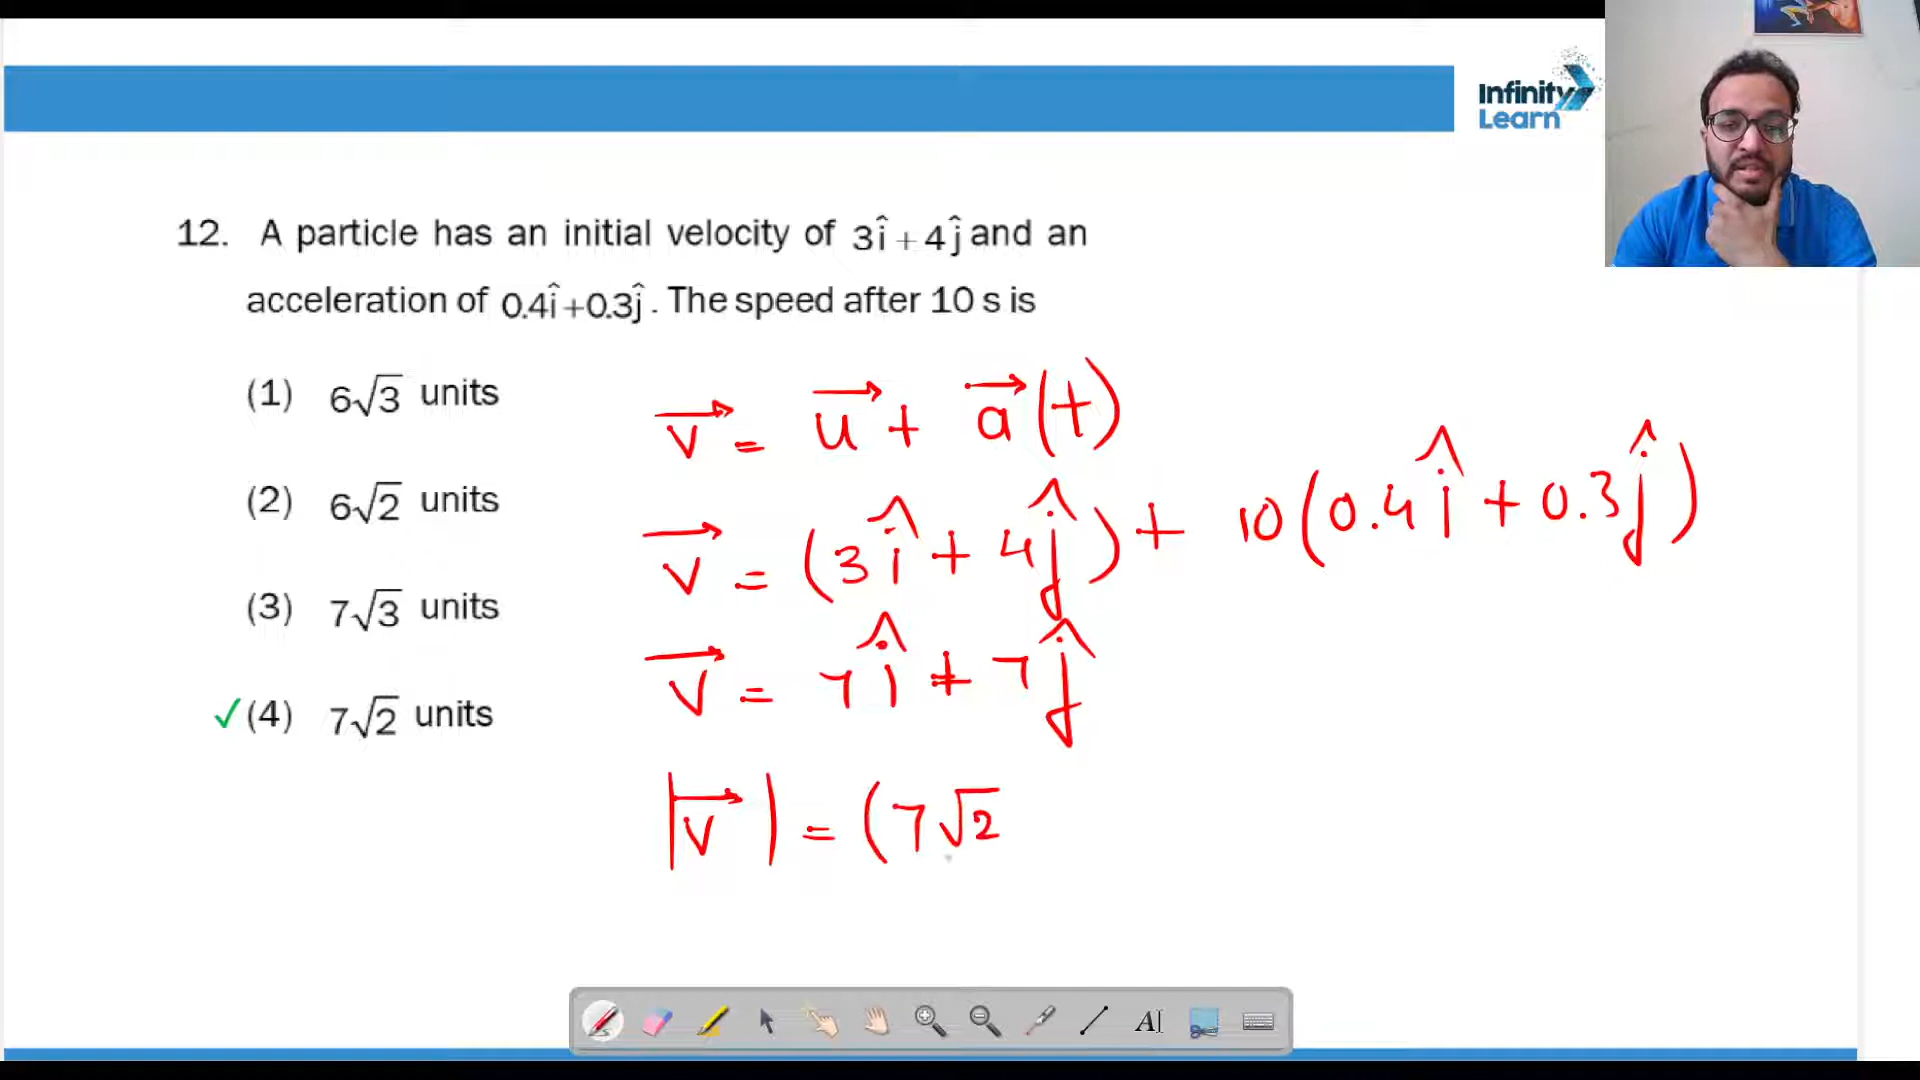 Infinity
Learn
12. A particle has an initial velocity of 3î + 4ĵ and an
acceleration of 0.4î+0.3ĵ. The speed after 10 s is
(1) 6√3 units
(2) 6√2 units
(3) 7√3 units
✓(4) 7√2 units
v⃗ = u⃗ + a⃗(t)
v⃗ = (3î + 4ĵ) + 10(0.4î + 0.3ĵ)
v⃗ = 7î + 7ĵ
|v⃗| = (7√2
A